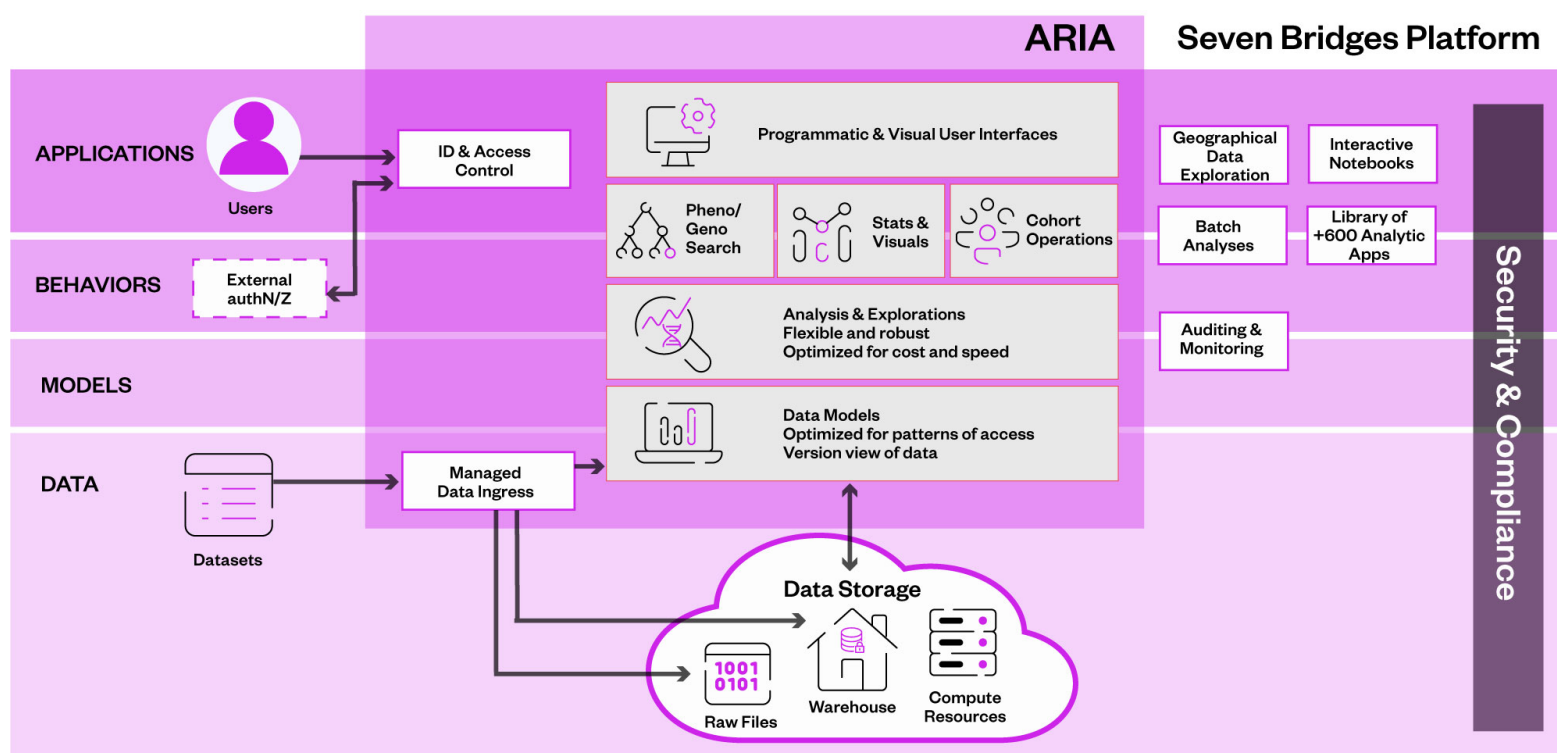 ARIA
Seven Bridges Platform
APPLICATIONS
Users
ID & Access
Control
Programmatic & Visual User Interfaces
Geographical
Data
Exploration
Interactive
Notebooks
Pheno/
Geno
Search
Stats &
Visuals
Cohort
Operations
Batch
Analyses
Library of
+600 Analytic
Apps
BEHAVIORS
External
authN/Z
Analysis & Explorations
Flexible and robust
Optimized for cost and speed
Auditing &
Monitoring
MODELS
Data Models
Optimized for patterns of access
Version view of data
DATA
Datasets
Managed
Data Ingress
Data Storage
1001
0101
Raw Files
Warehouse
Compute
Resources
Security & Compliance